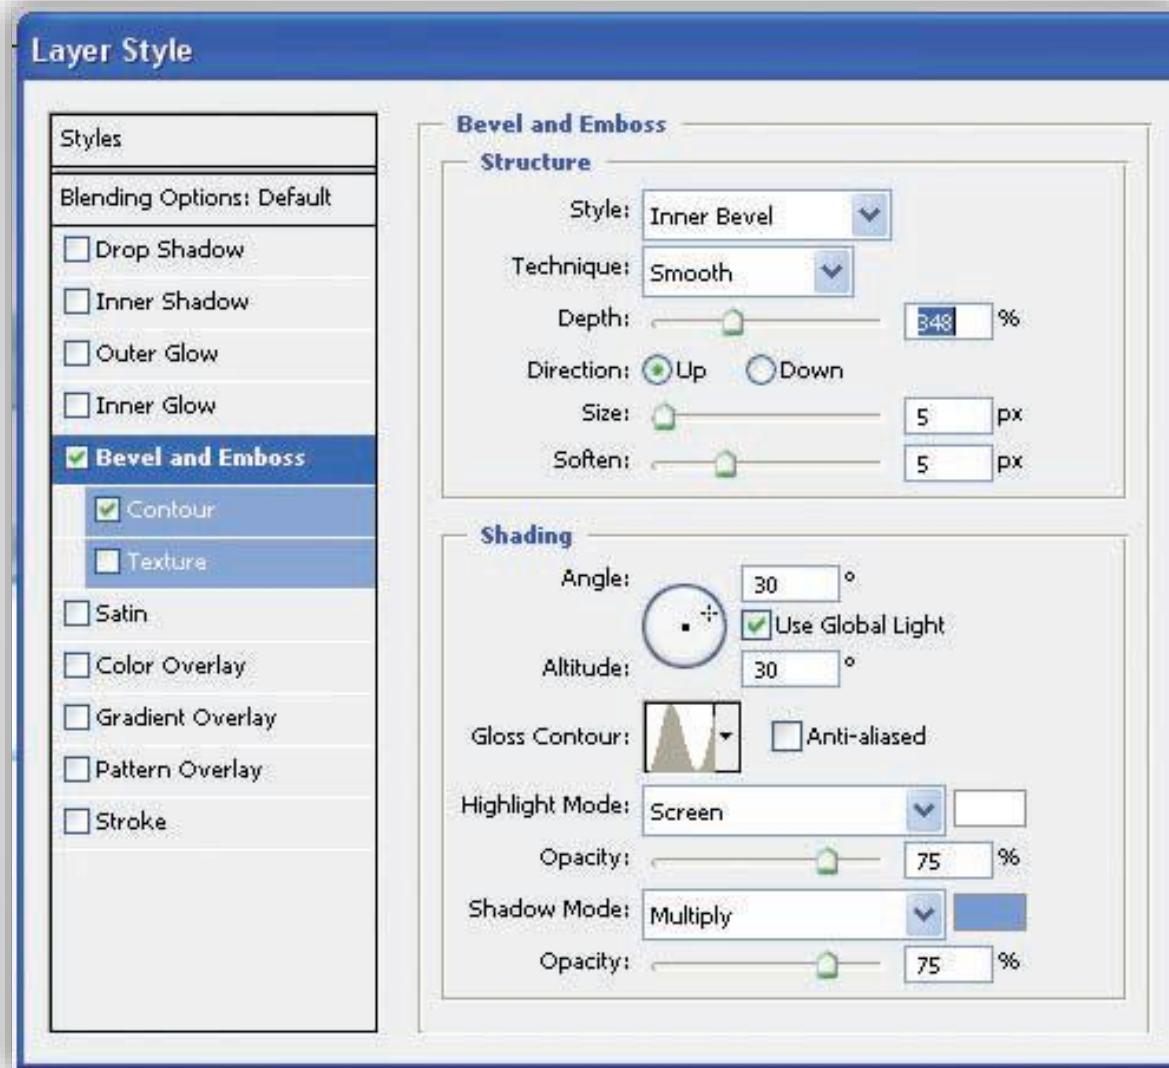 Layer Style
Styles
Blending Options: Default
Drop Shadow
Inner Shadow
Outer Glow
Inner Glow
Bevel and Emboss
Contour
Texture
Satin
Color Overlay
Gradient Overlay
Pattern Overlay
Stroke
Bevel and Emboss
Structure
Style: Inner Bevel
Technique: Smooth
Depth: 348 %
Direction: Up Down
Size: 5 px
Soften: 5 px
Shading
Angle: 30 °
Use Global Light
Altitude: 30 °
Gloss Contour: Anti-aliased
Highlight Mode: Screen
Opacity: 75 %
Shadow Mode: Multiply
Opacity: 75 %